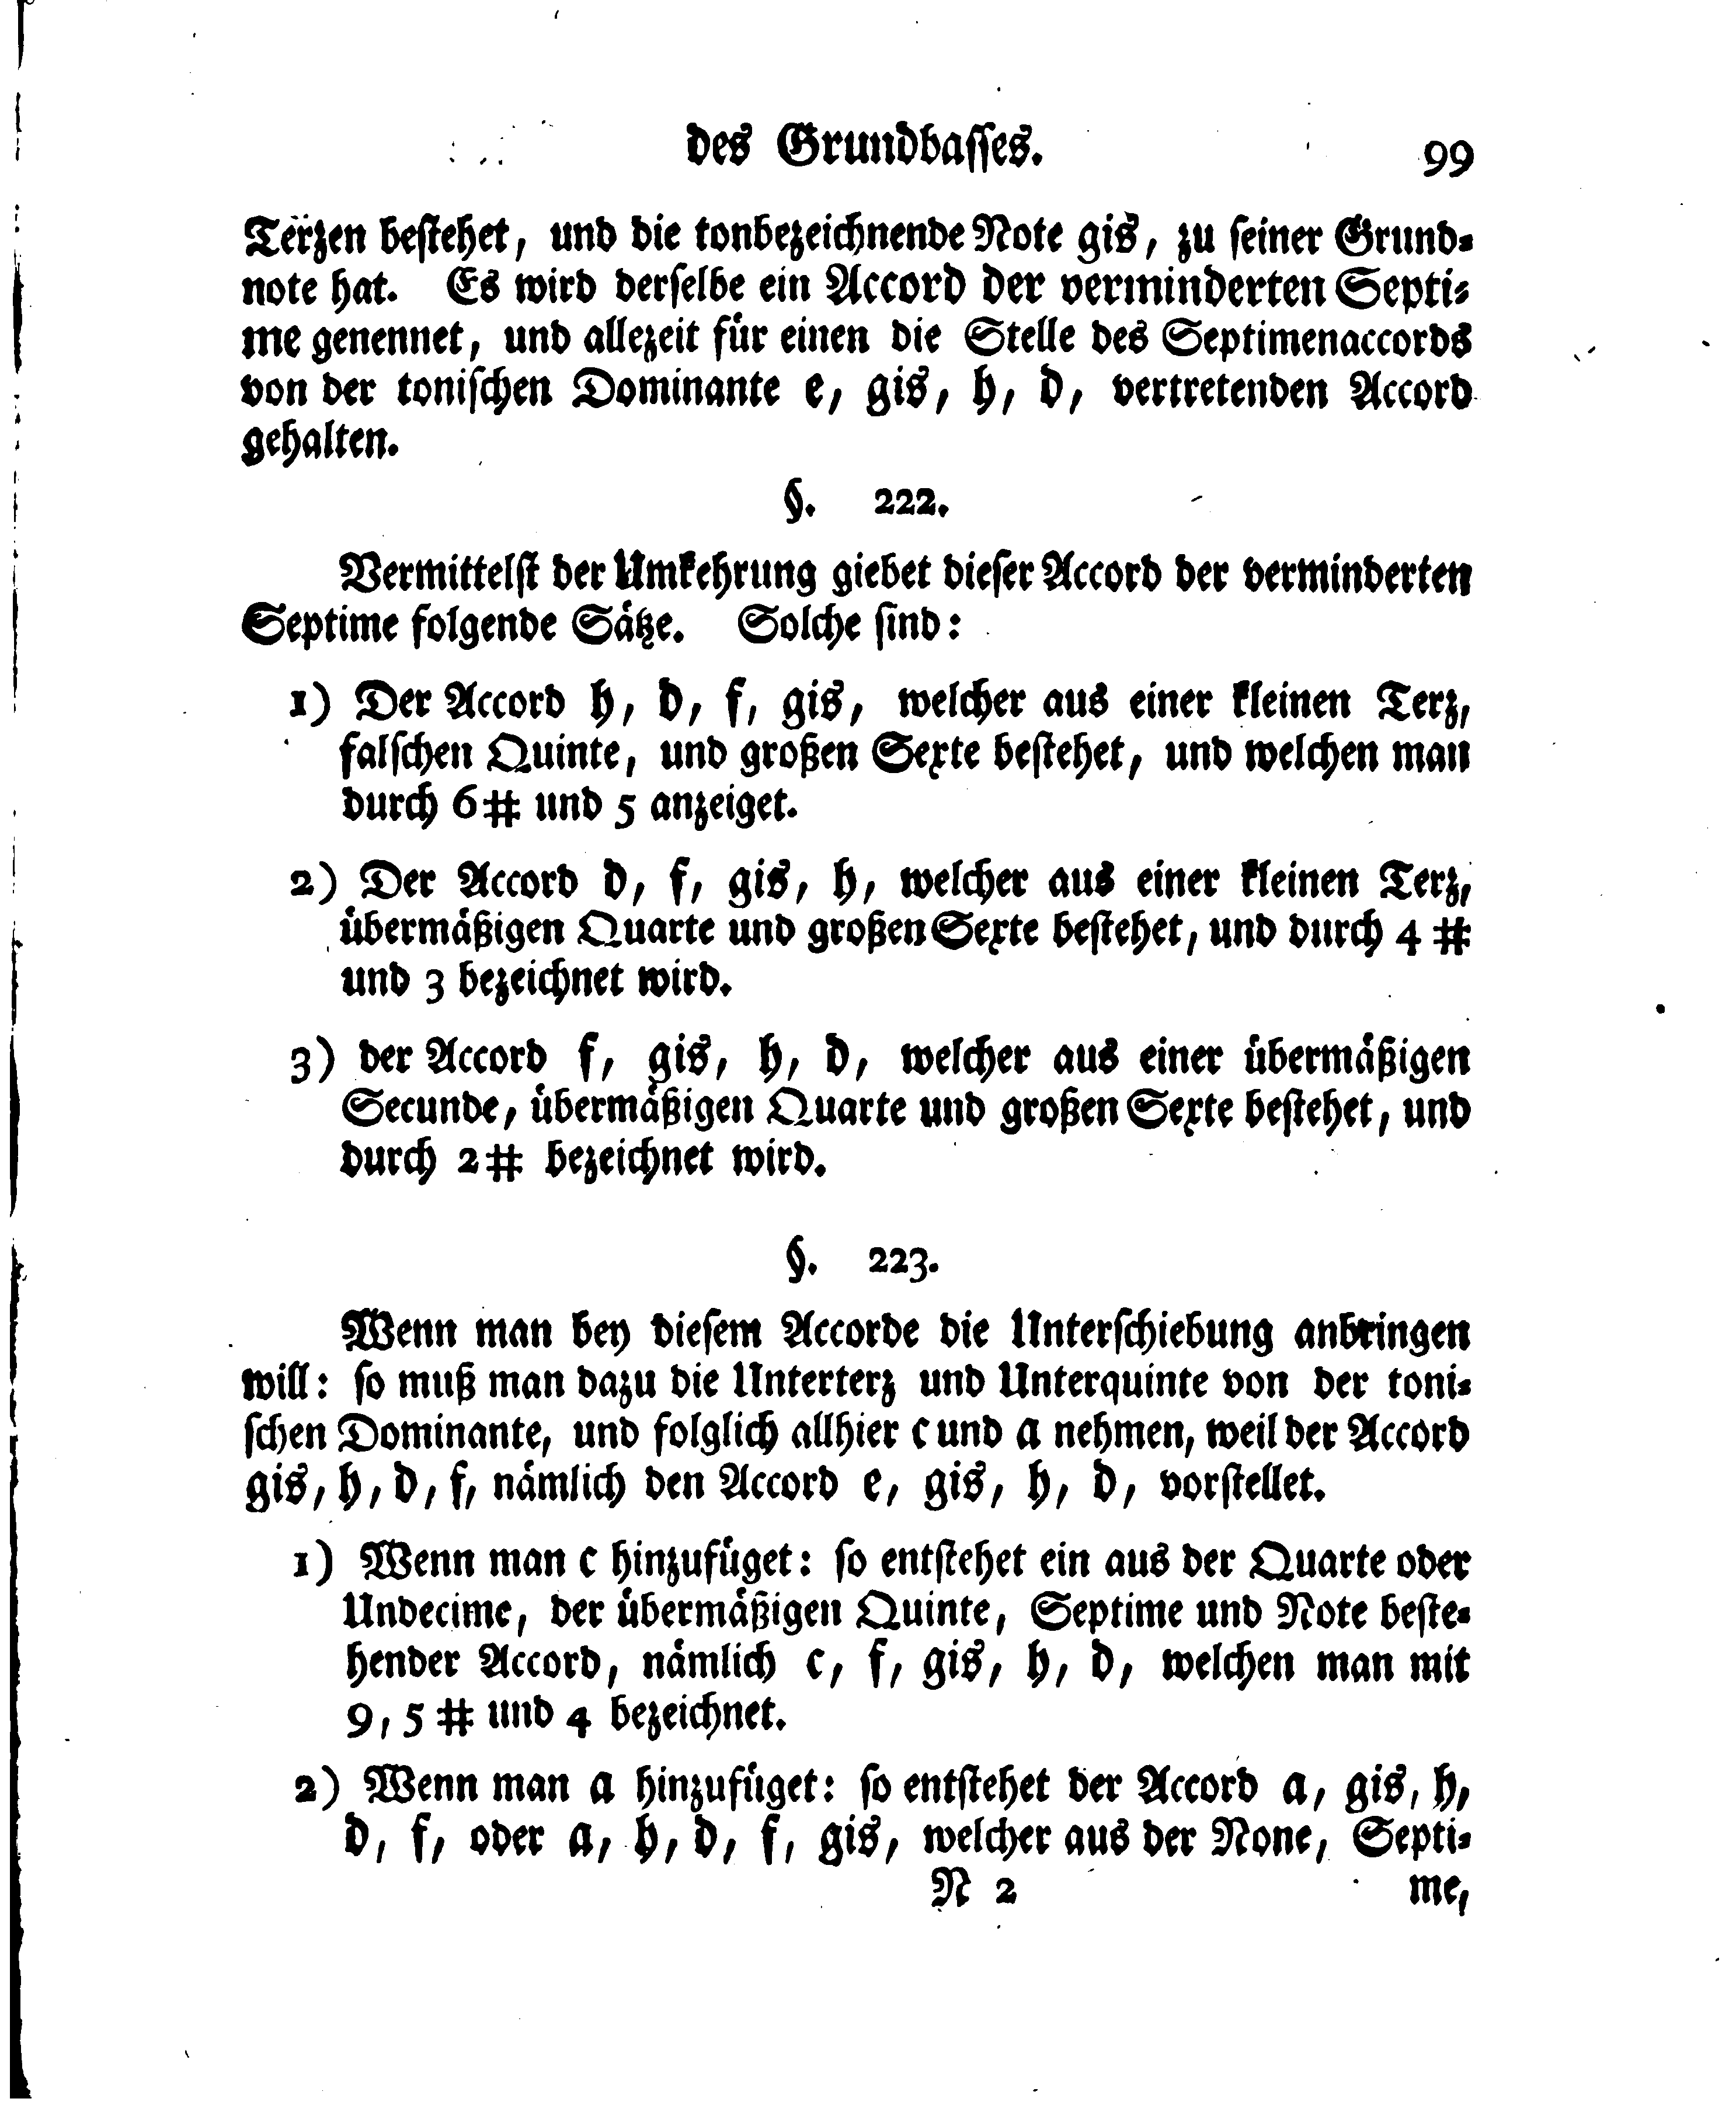 des Grundbasses. 99
Terzen bestehet, und die tonbezeichnende Note gis, zu seiner Grund-
note hat. Es wird derselbe ein Accord der verminderten Septi-
me genennet, und allezeit für einen die Stelle des Septimenaccords
von der tonischen Dominante e, gis, h, d, vertretenden Accord
gehalten.
§. 222.
Vermittelst der Umkehrung giebet dieser Accord der verminderten
Septime folgende Sätze. Solche sind:
1) Der Accord h, d, f, gis, welcher aus einer kleinen Terz,
falschen Quinte, und großen Sexte bestehet, und welchen man
durch 6# und 5 anzeiget.
2) Der Accord d, f, gis, h, welcher aus einer kleinen Terz,
übermäßigen Quarte und großen Sexte bestehet, und durch 4 #
und 3 bezeichnet wird.
3) der Accord f, gis, h, d, welcher aus einer übermäßigen
Secunde, übermäßigen Quarte und großen Sexte bestehet, und
durch 2# bezeichnet wird.
§. 223.
Wenn man bey diesem Accorde die Unterschiebung anbringen
will: so muß man dazu die Unterterz und Unterquinte von der toni-
schen Dominante, und folglich allhier c und a nehmen, weil der Accord
gis, h, d, f, nämlich den Accord e, gis, h, d, vorstellet.
1) Wenn man c hinzufüget: so entstehet ein aus der Quarte oder
Undecime, der übermäßigen Quinte, Septime und Note beste-
hender Accord, nämlich c, f, gis, h, d, welchen man mit
9, 5 # und 4 bezeichnet.
2) Wenn man a hinzufüget: so entstehet der Accord a, gis, h,
d, f, oder a, h, d, f, gis, welcher aus der None, Septi-
N 2 me,